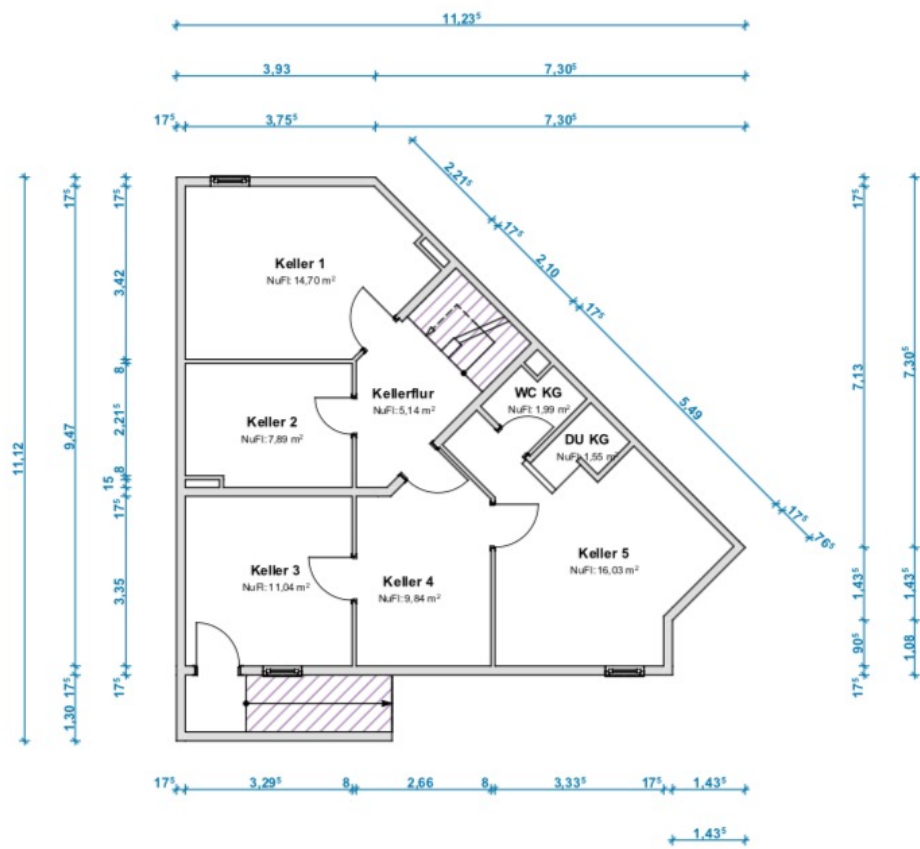 11,23⁵
3,93
7,30⁵
17⁵
3,75⁵
7,30⁵
2,21⁵
17⁵
2,10
17⁵
5,49
17⁵
76⁵
11,12
17⁵
9,47
17⁵
1,30
17⁵
3,42
8
2,21⁵
8
15
17⁵
3,35
17⁵
Keller 1
NuFl: 14,70 m²
Keller 2
NuFl: 7,89 m²
Kellerflur
NuFl: 5,14 m²
WC KG
NuFl: 1,99 m²
DU KG
NuFl: 1,55 m²
Keller 3
NuFl: 11,04 m²
Keller 4
NuFl: 9,84 m²
Keller 5
NuFl: 16,03 m²
17⁵
7,13
1,43⁵
90⁵
17⁵
7,30⁵
1,43⁵
1,08
17⁵
3,29⁵
8
2,66
8
3,33⁵
17⁵
1,43⁵
1,43⁵